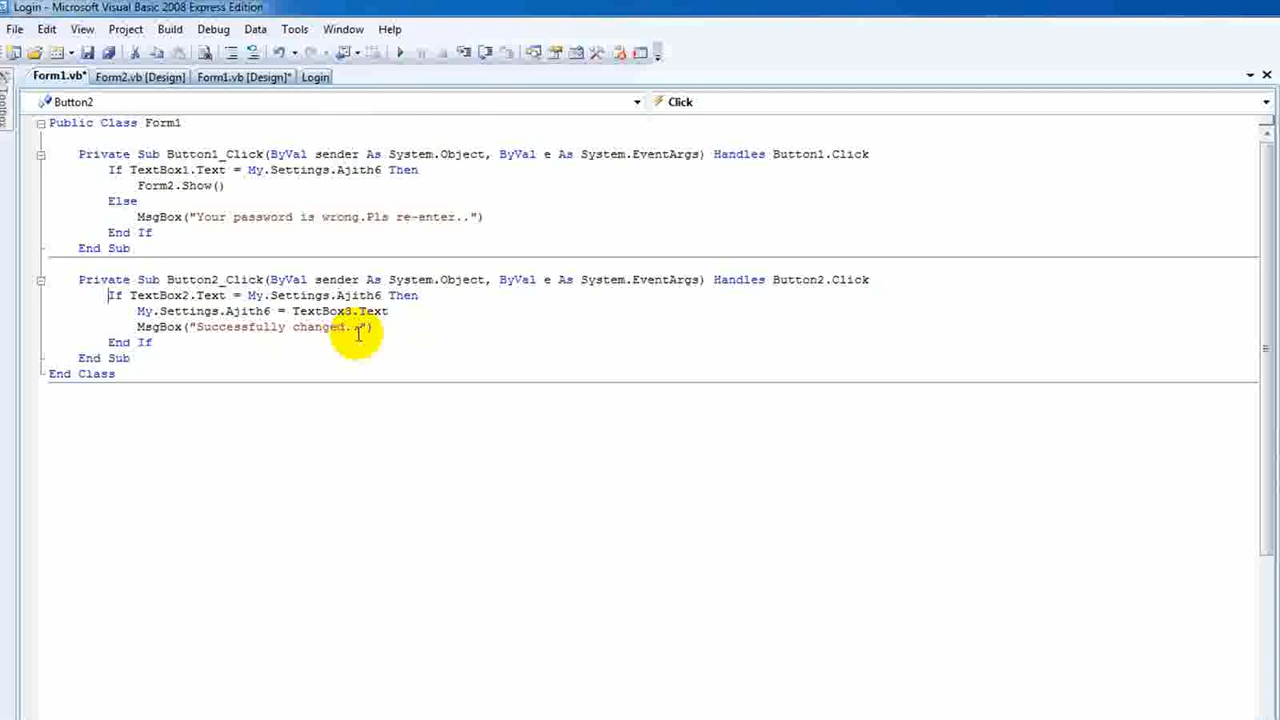 Login - Microsoft Visual Basic 2008 Express Edition
File Edit View Project Build Debug Data Tools Window Help
Form1.vb* Form2.vb [Design] Form1.vb [Design]* Login
Toolbox
Button2 Click
Public Class Form1
Private Sub Button1_Click(ByVal sender As System.Object, ByVal e As System.EventArgs) Handles Button1.Click
If TextBox1.Text = My.Settings.Ajith6 Then
Form2.Show()
Else
MsgBox("Your password is wrong.Pls re-enter..")
End If
End Sub
Private Sub Button2_Click(ByVal sender As System.Object, ByVal e As System.EventArgs) Handles Button2.Click
If TextBox2.Text = My.Settings.Ajith6 Then
My.Settings.Ajith6 = TextBox3.Text
MsgBox("Successfully changed..")
End If
End Sub
End Class